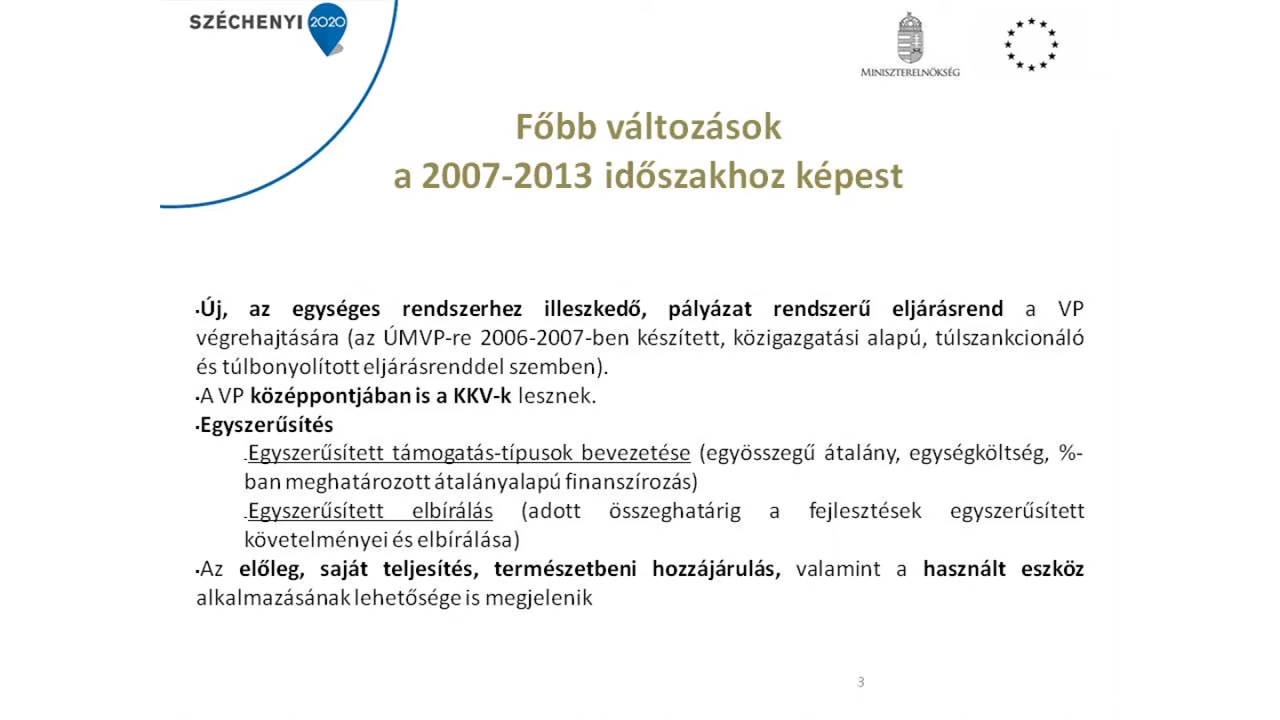 SZÉCHENYI 2020
MINISZTERELNÖKSÉG
Főbb változások
a 2007-2013 időszakhoz képest
▪Új, az egységes rendszerhez illeszkedő, pályázat rendszerű eljárásrend a VP
végrehajtására (az ÚMVP-re 2006-2007-ben készített, közigazgatási alapú, túlszankcionáló
és túlbonyolított eljárásrenddel szemben).
▪A VP középpontjában is a KKV-k lesznek.
▪Egyszerűsítés
-Egyszerűsített támogatás-típusok bevezetése (egyösszegű átalány, egységköltség, %-
ban meghatározott átalányalapú finanszírozás)
-Egyszerűsített elbírálás (adott összeghatárig a fejlesztések egyszerűsített
követelményei és elbírálása)
▪Az előleg, saját teljesítés, természetbeni hozzájárulás, valamint a használt eszköz
alkalmazásának lehetősége is megjelenik
3